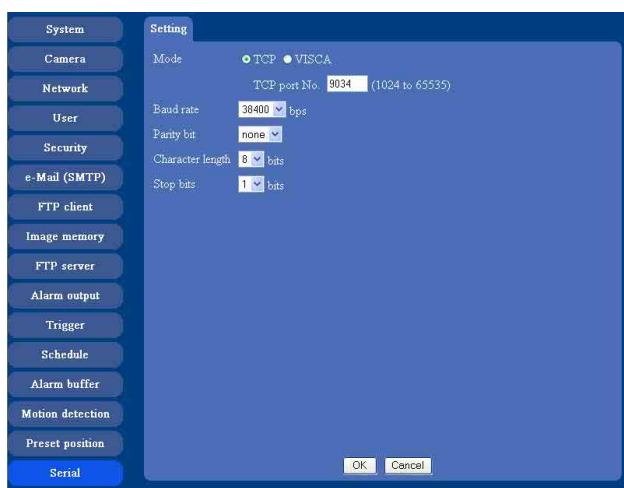 System
Camera
Network
User
Security
e-Mail (SMTP)
FTP client
Image memory
FTP server
Alarm output
Trigger
Schedule
Alarm buffer
Motion detection
Preset position
Serial
Setting
Mode TCP VISCA
TCP port No. 9034 (1024 to 65535)
Baud rate 38400 bps
Parity bit none
Character length 8 bits
Stop bits 1 bits
OK Cancel